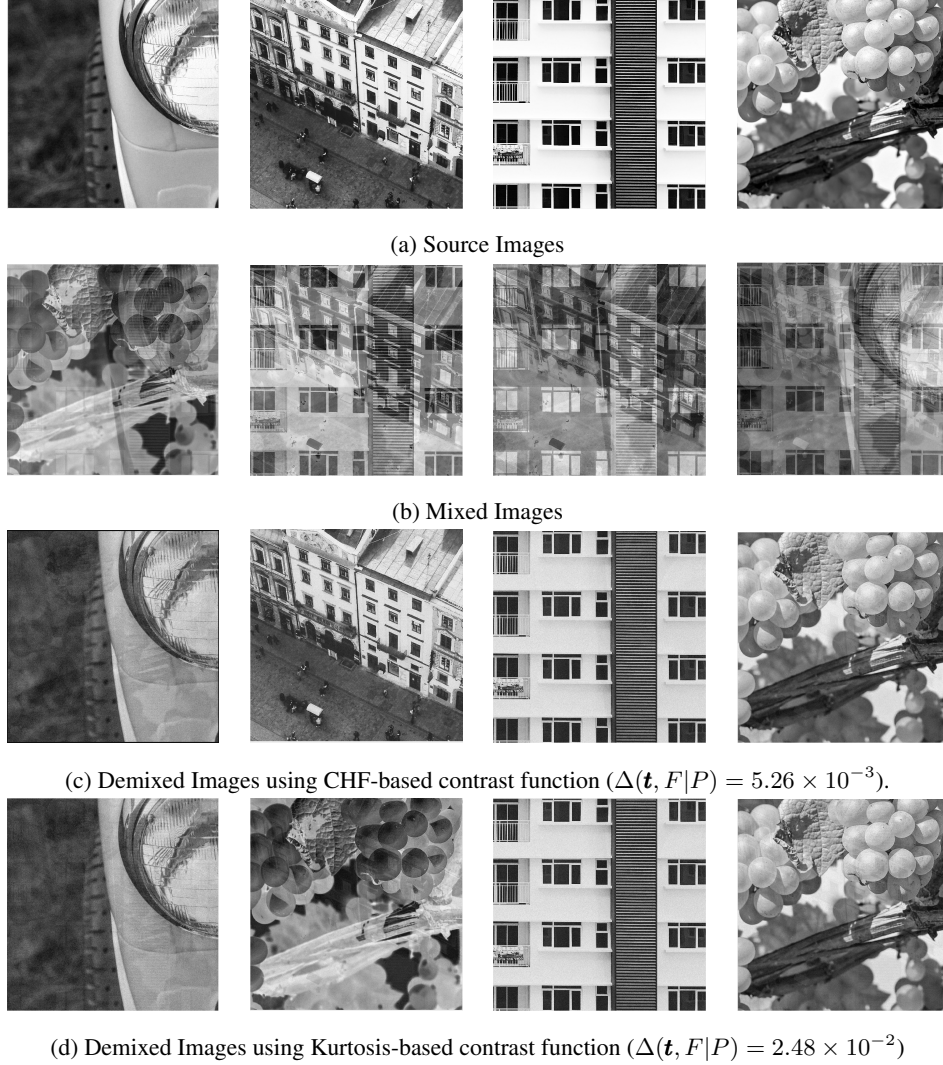 (a) Source Images
(b) Mixed Images
(c) Demixed Images using CHF-based contrast function (Δ(t, F|P) = 5.26 × 10⁻³).
(d) Demixed Images using Kurtosis-based contrast function (Δ(t, F|P) = 2.48 × 10⁻²)